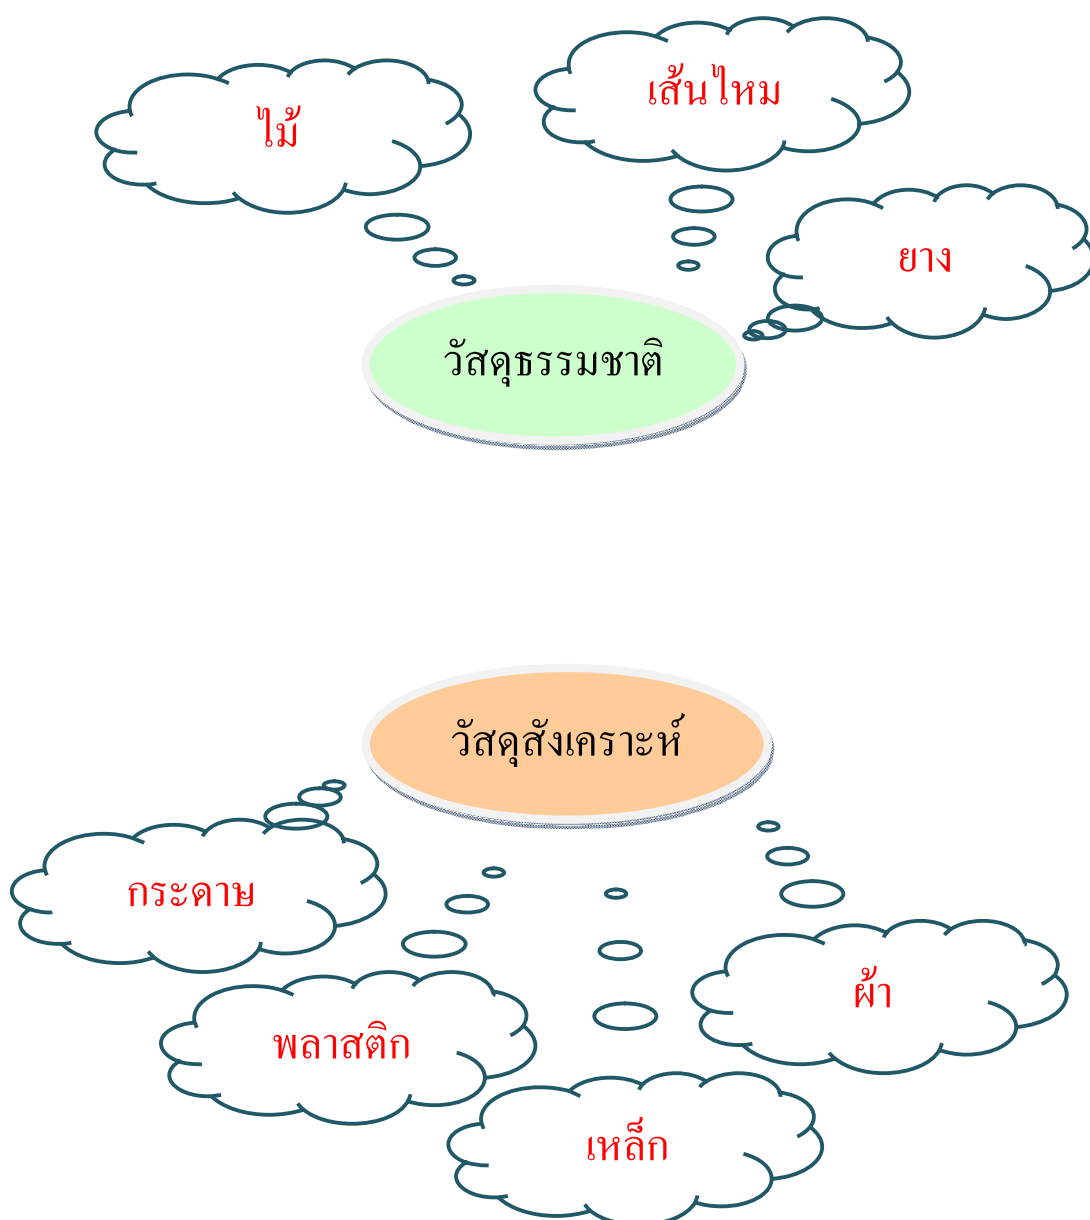 เส้นไหม
ไม้
ยาง
วัสดุธรรมชาติ
วัสดุสังเคราะห์
กระดาษ
ผ้า
พลาสติก
เหล็ก